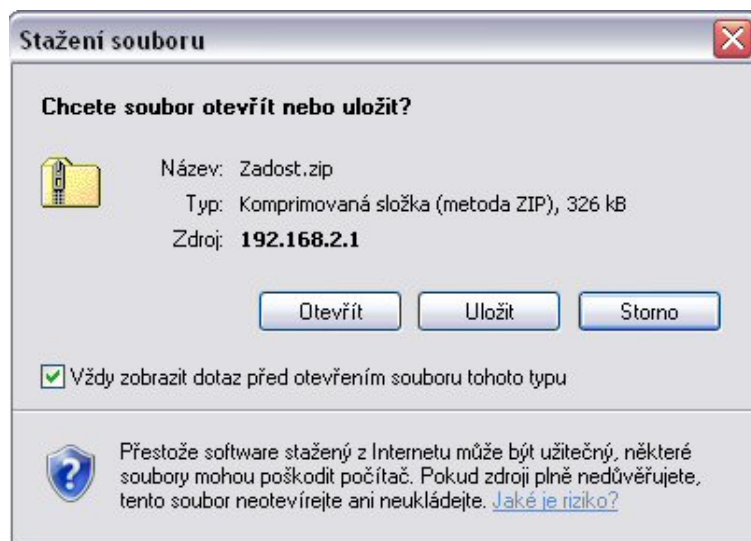 Stažení souboru
Chcete soubor otevřít nebo uložit?
Název: Zadost.zip
Typ: Komprimovaná složka (metoda ZIP), 326 kB
Zdroj: 192.168.2.1
Otevřít Uložit Storno
Vždy zobrazit dotaz před otevřením souboru tohoto typu
Přestože software stažený z Internetu může být užitečný, některé
soubory mohou poškodit počítač. Pokud zdroji plně nedůvěřujete,
tento soubor neotevírejte ani neukládejte. Jaké je riziko?